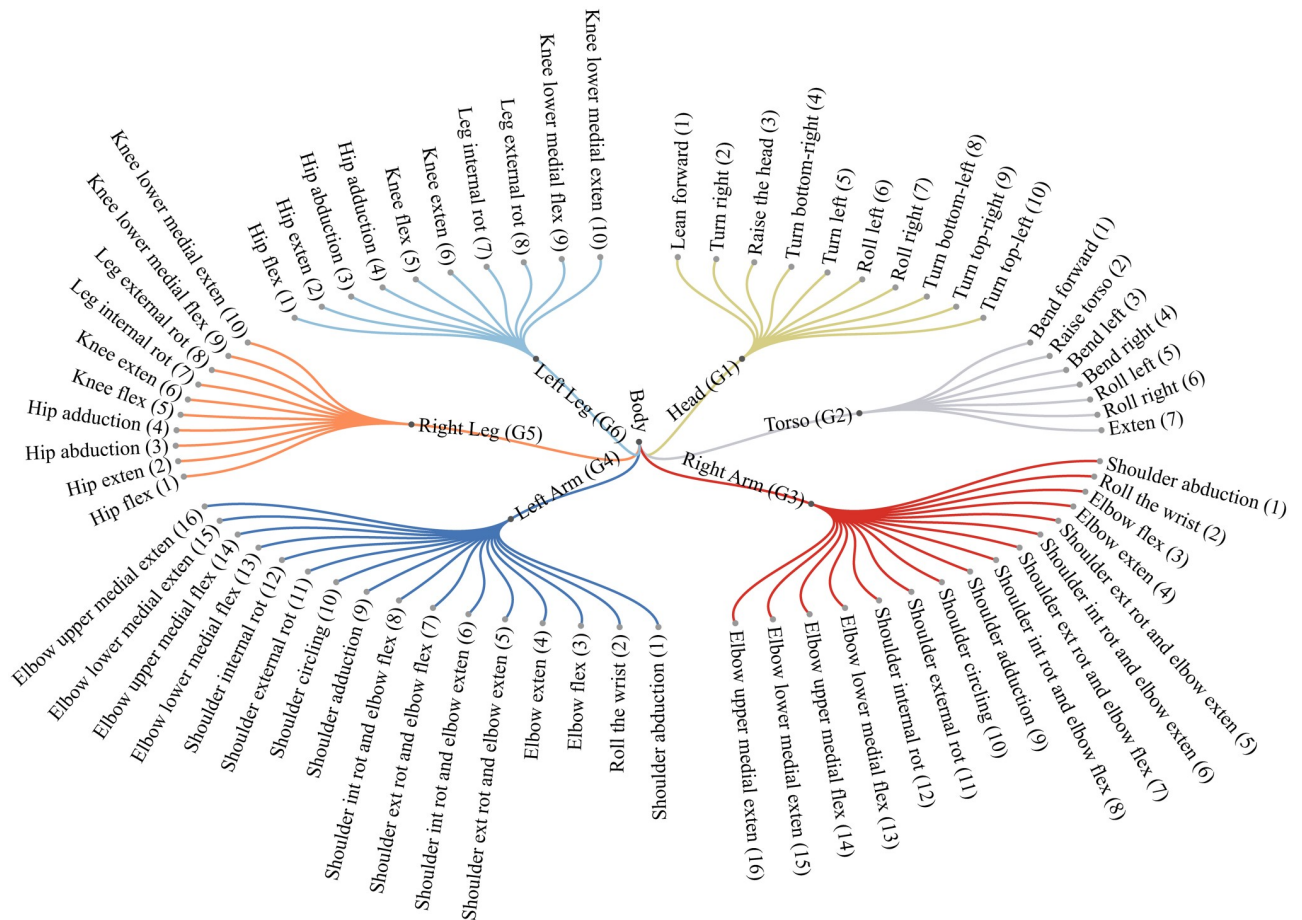 Body
Head (G1)
Lean forward (1)
Turn right (2)
Raise the head (3)
Turn bottom-right (4)
Turn left (5)
Roll left (6)
Roll right (7)
Turn bottom-left (8)
Turn top-right (9)
Turn top-left (10)
Torso (G2)
Bend forward (1)
Raise torso (2)
Bend left (3)
Bend right (4)
Roll left (5)
Roll right (6)
Exten (7)
Right Arm (G3)
Shoulder abduction (1)
Roll the wrist (2)
Elbow flex (3)
Elbow exten (4)
Shoulder ext rot and elbow exten (5)
Shoulder int rot and elbow exten (6)
Shoulder ext rot and elbow flex (7)
Shoulder int rot and elbow flex (8)
Shoulder adduction (9)
Shoulder circling (10)
Shoulder external rot (11)
Shoulder internal rot (12)
Elbow lower medial flex (13)
Elbow upper medial flex (14)
Elbow lower medial exten (15)
Elbow upper medial exten (16)
Left Arm (G4)
Shoulder abduction (1)
Roll the wrist (2)
Elbow flex (3)
Elbow exten (4)
Shoulder ext rot and elbow exten (5)
Shoulder int rot and elbow exten (6)
Shoulder ext rot and elbow flex (7)
Shoulder int rot and elbow flex (8)
Shoulder adduction (9)
Shoulder circling (10)
Shoulder external rot (11)
Shoulder internal rot (12)
Elbow lower medial flex (13)
Elbow upper medial flex (14)
Elbow lower medial exten (15)
Elbow upper medial exten (16)
Right Leg (G5)
Hip flex (1)
Hip exten (2)
Hip abduction (3)
Hip adduction (4)
Knee flex (5)
Knee exten (6)
Leg internal rot (7)
Leg external rot (8)
Knee lower medial flex (9)
Knee lower medial exten (10)
Left Leg (G6)
Hip flex (1)
Hip exten (2)
Hip abduction (3)
Hip adduction (4)
Knee flex (5)
Knee exten (6)
Leg internal rot (7)
Leg external rot (8)
Knee lower medial flex (9)
Knee lower medial exten (10)